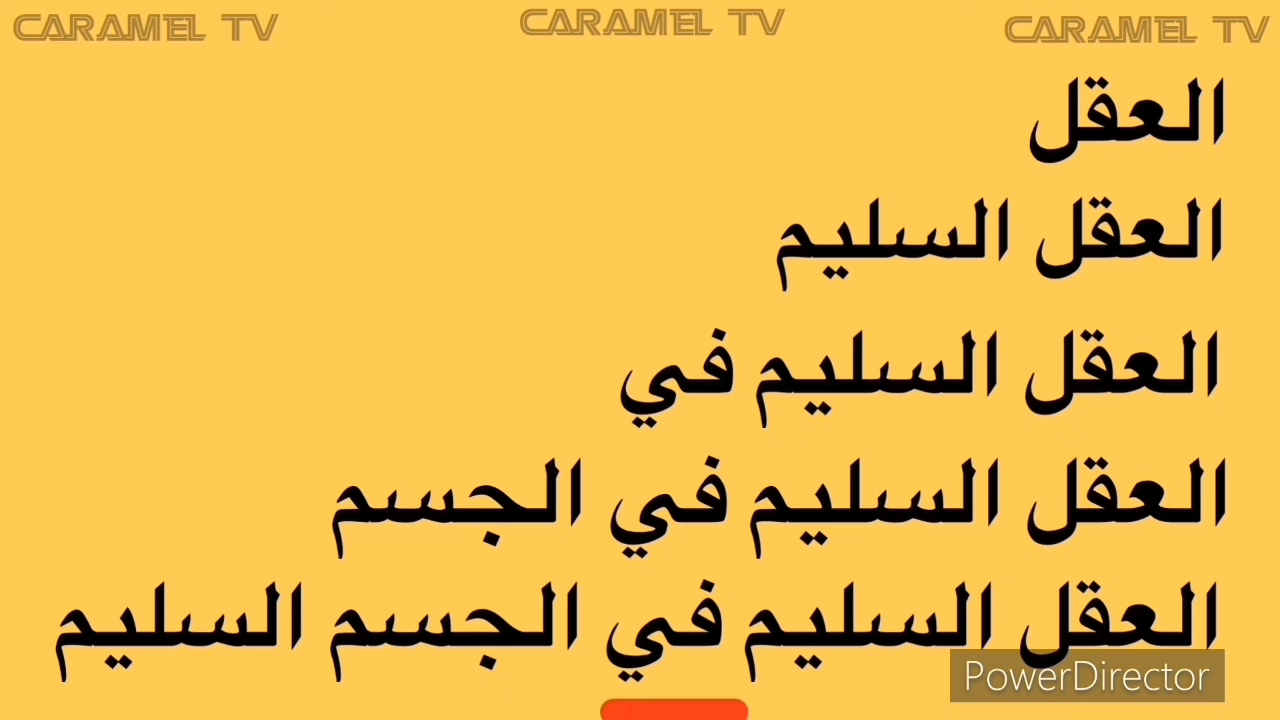 CARAMEL TV CARAMEL TV CARAMEL TV
العقل
العقل السليم
العقل السليم في
العقل السليم في الجسم
العقل السليم في الجسم السليم
PowerDirector